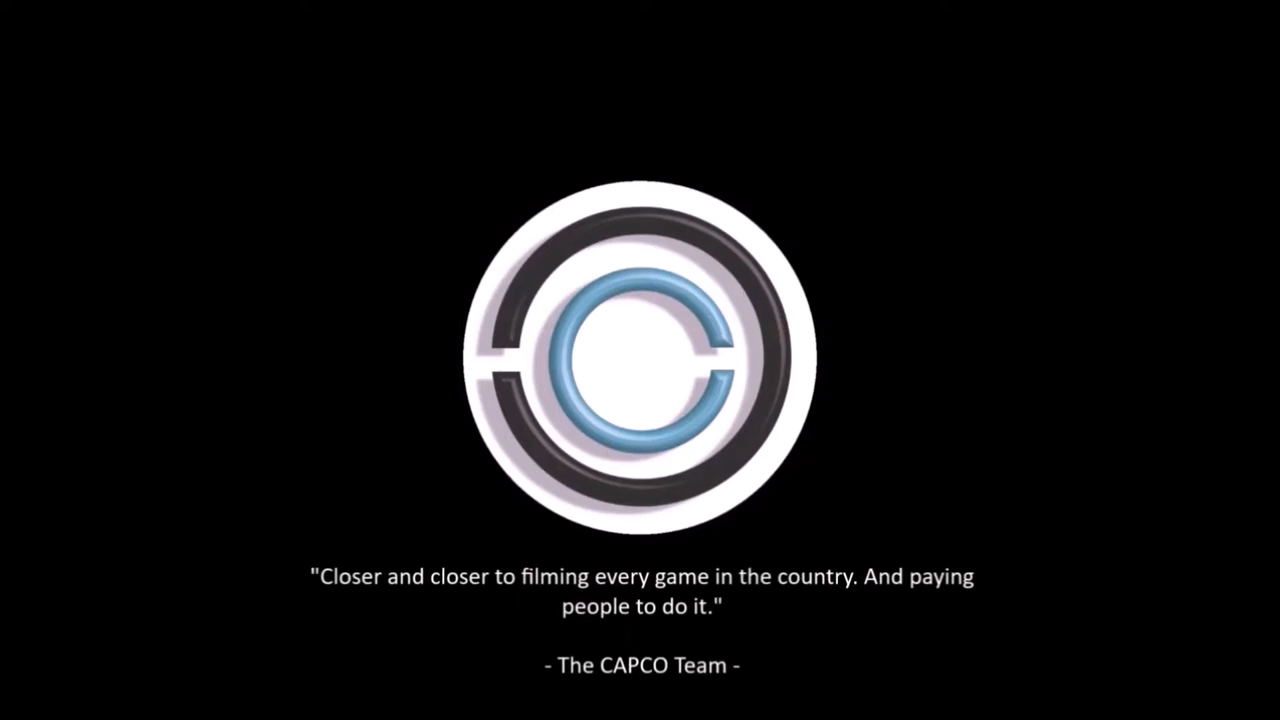 "Closer and closer to filming every game in the country. And paying
people to do it."
- The CAPCO Team -